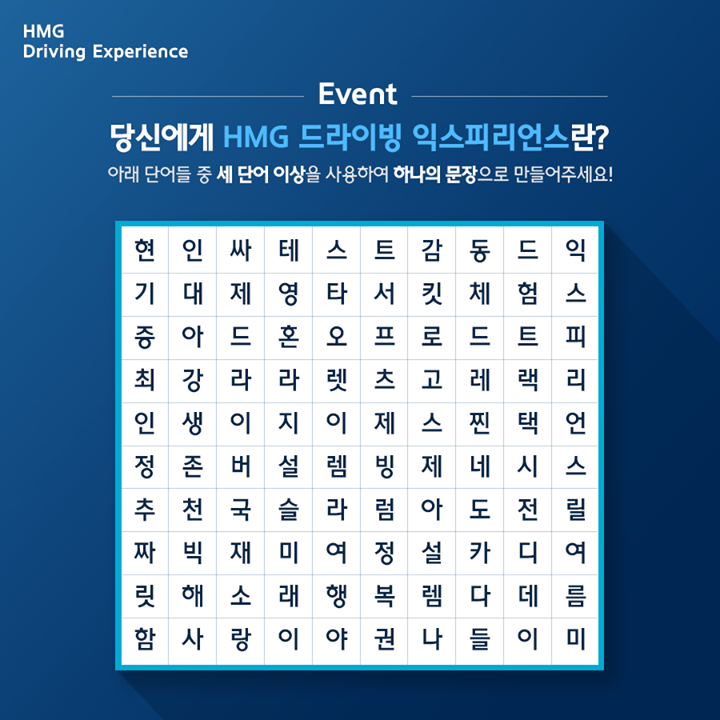 HMG
Driving Experience
Event
당신에게 HMG 드라이빙 익스피리언스란?
아래 단어들 중 세 단어 이상을 사용하여 하나의 문장으로 만들어주세요!
현 인 싸 테 스 트 감 동 드 익
기 대 제 영 타 서 킷 체 험 스
증 아 드 혼 오 프 로 드 트 피
최 강 라 라 렛 츠 고 레 랙 리
인 생 이 지 이 제 스 찐 택 언
정 존 버 설 렘 빙 제 네 시 스
추 천 국 슬 라 럼 아 도 전 릴
짜 빅 재 미 여 정 설 카 디 여
릿 해 소 래 행 복 렘 다 데 름
함 사 랑 이 야 권 나 들 이 미